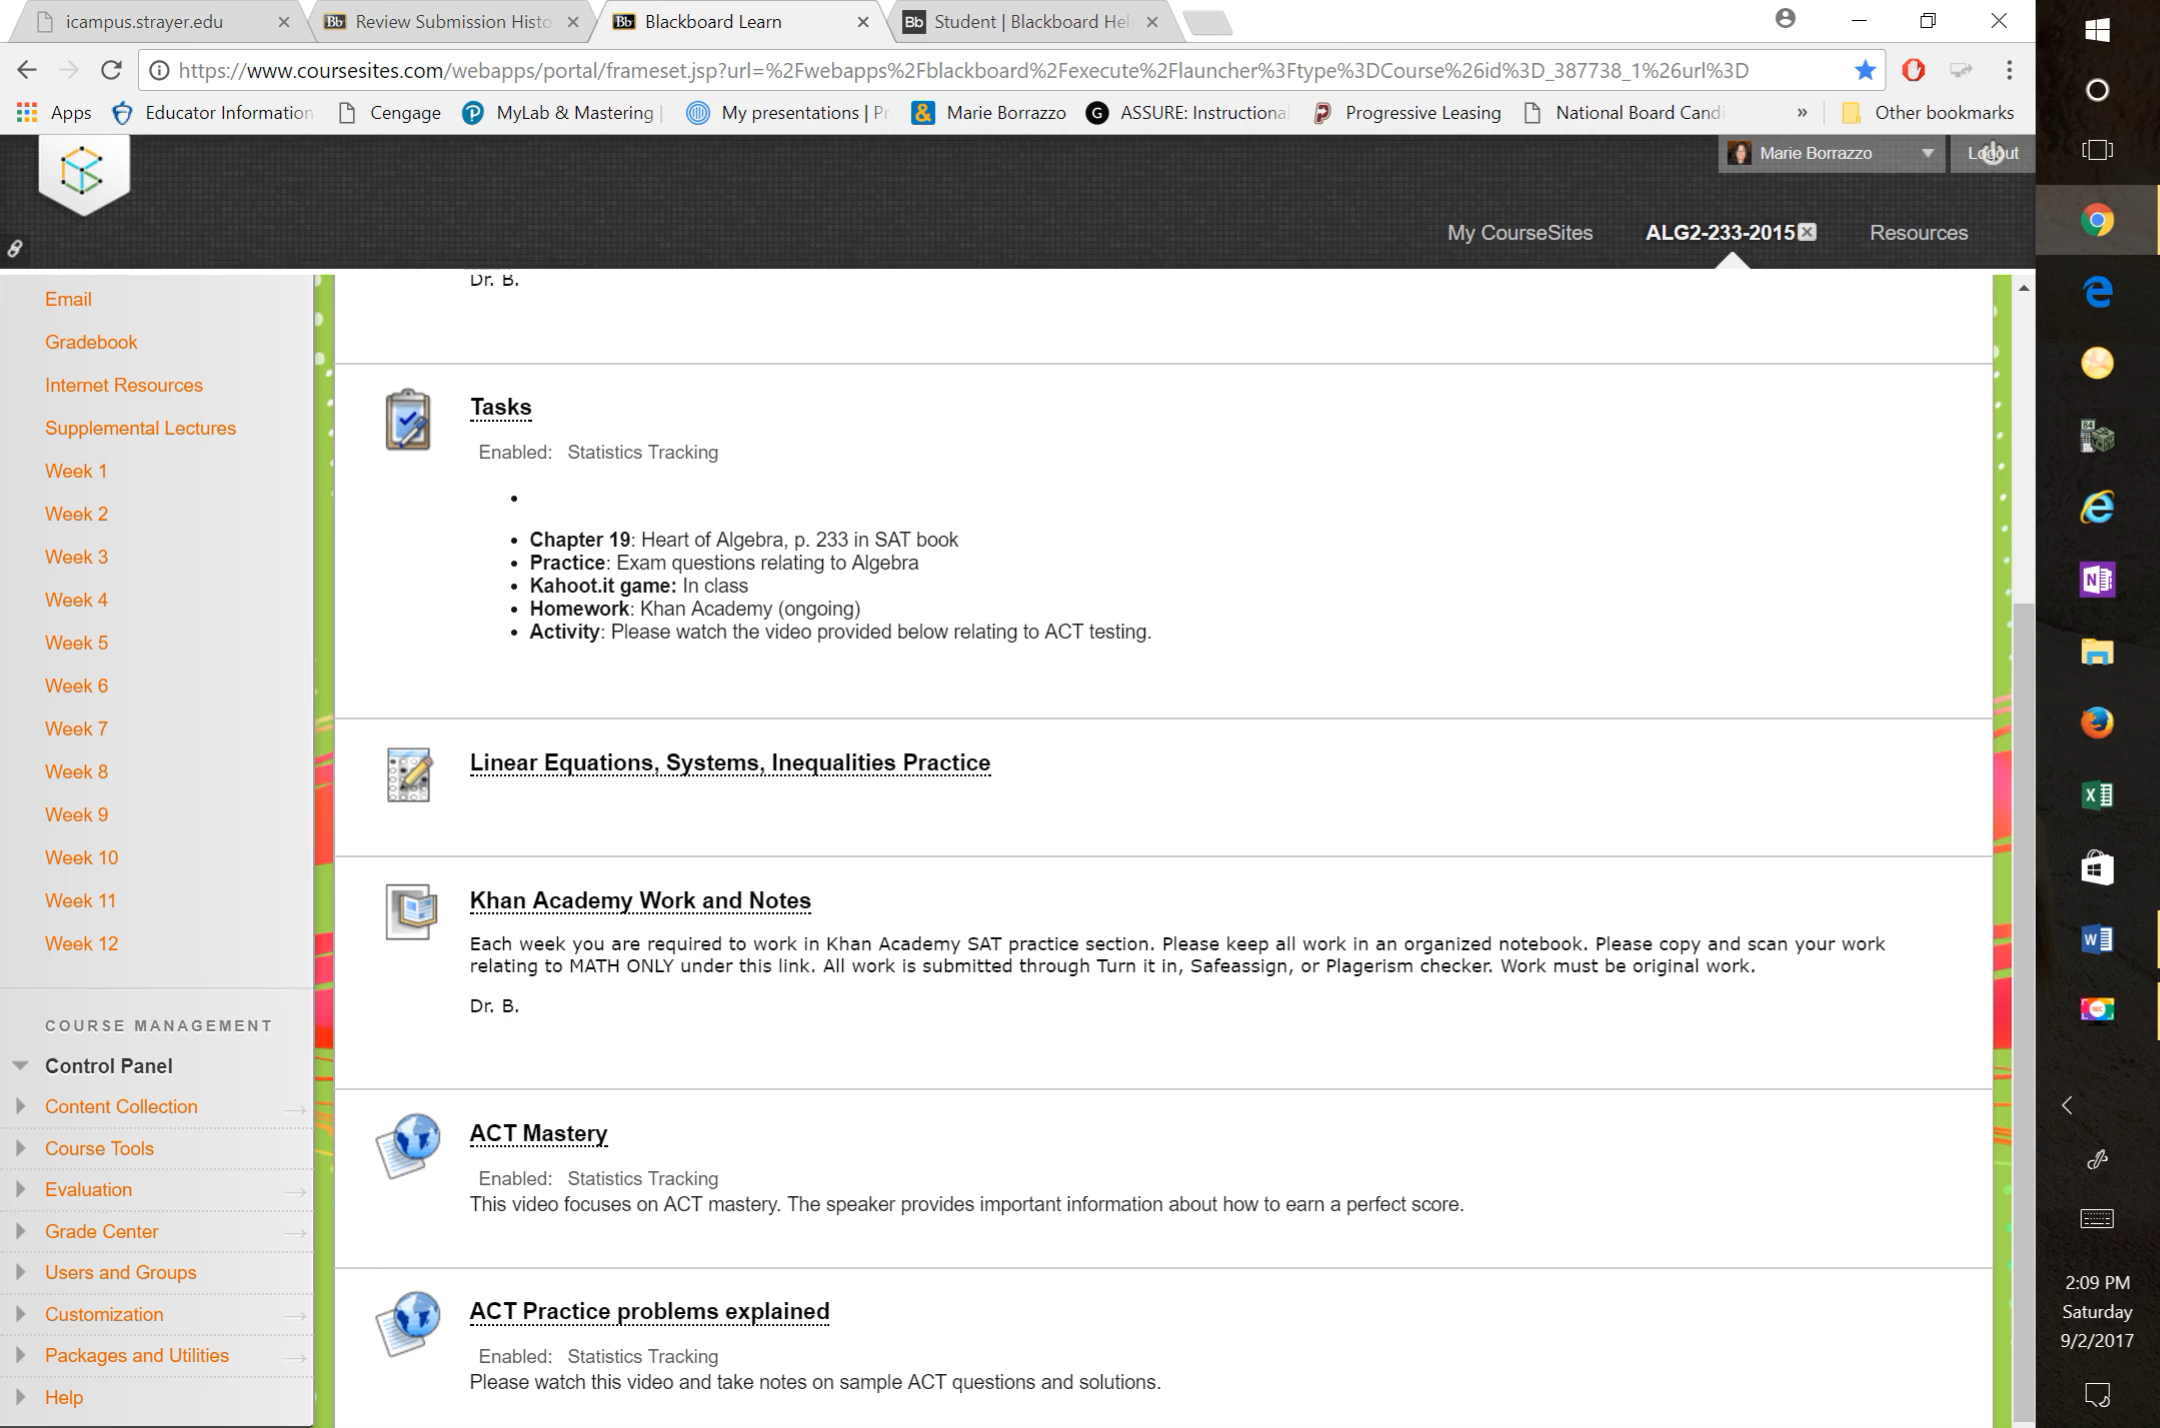 icampus.strayer.edu
Review Submission Histo
Blackboard Learn
Student | Blackboard Hel
https://www.coursesites.com/webapps/portal/frameset.jsp?url=%2Fwebapps%2Fblackboard%2Fexecute%2Flauncher%3Ftype%3DCourse%26id%3D_387738_1%26url%3D
Apps
Educator Information
Cengage
MyLab & Mastering |
My presentations | Pr
Marie Borrazzo
ASSURE: Instructional
Progressive Leasing
National Board Candi
»
Other bookmarks
Marie Borrazzo
Logout
My CourseSites
ALG2-233-2015
Resources
Email
Gradebook
Internet Resources
Supplemental Lectures
Week 1
Week 2
Week 3
Week 4
Week 5
Week 6
Week 7
Week 8
Week 9
Week 10
Week 11
Week 12
COURSE MANAGEMENT
Control Panel
Content Collection
Course Tools
Evaluation
Grade Center
Users and Groups
Customization
Packages and Utilities
Help
Dr. B.
Tasks
Enabled: Statistics Tracking
•
• Chapter 19: Heart of Algebra, p. 233 in SAT book
• Practice: Exam questions relating to Algebra
• Kahoot.it game: In class
• Homework: Khan Academy (ongoing)
• Activity: Please watch the video provided below relating to ACT testing.
Linear Equations, Systems, Inequalities Practice
Khan Academy Work and Notes
Each week you are required to work in Khan Academy SAT practice section. Please keep all work in an organized notebook. Please copy and scan your work
relating to MATH ONLY under this link. All work is submitted through Turn it in, Safeassign, or Plagerism checker. Work must be original work.
Dr. B.
ACT Mastery
Enabled: Statistics Tracking
This video focuses on ACT mastery. The speaker provides important information about how to earn a perfect score.
ACT Practice problems explained
Enabled: Statistics Tracking
Please watch this video and take notes on sample ACT questions and solutions.
2:09 PM
Saturday
9/2/2017